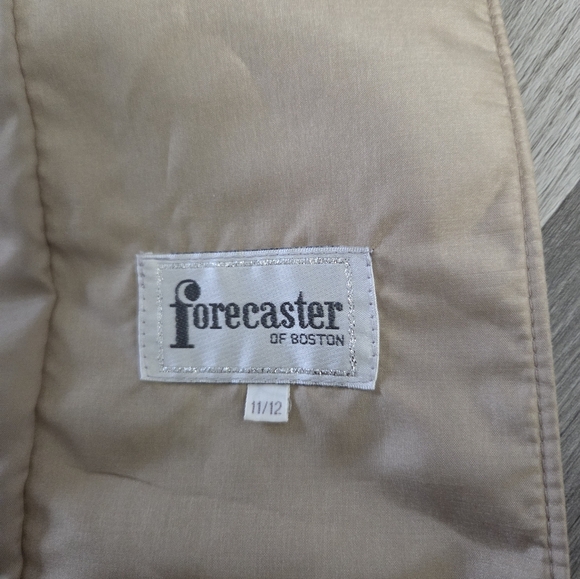 forecaster
OF BOSTON
11/12